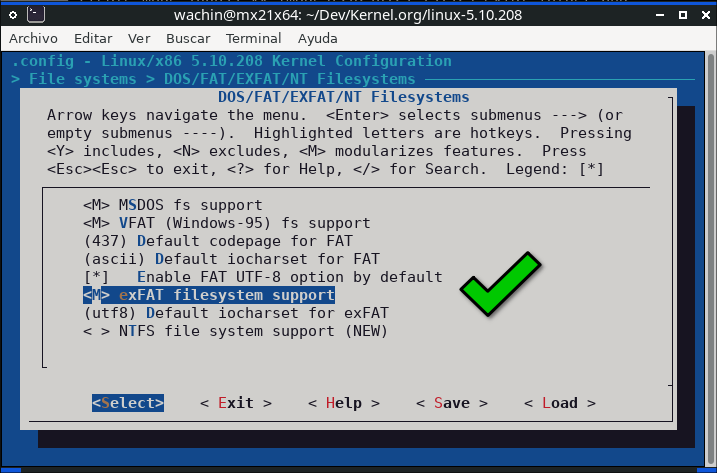 wachin@mx21x64: ~/Dev/Kernel.org/linux-5.10.208
Archivo Editar Ver Buscar Terminal Ayuda
.config - Linux/x86 5.10.208 Kernel Configuration
> File systems > DOS/FAT/EXFAT/NT Filesystems
DOS/FAT/EXFAT/NT Filesystems
Arrow keys navigate the menu. <Enter> selects submenus ---> (or
empty submenus ----). Highlighted letters are hotkeys. Pressing
<Y> includes, <N> excludes, <M> modularizes features. Press
<Esc><Esc> to exit, <?> for Help, </> for Search. Legend: [*]
<M> MSDOS fs support
<M> VFAT (Windows-95) fs support
(437) Default codepage for FAT
(ascii) Default iocharset for FAT
[*] Enable FAT UTF-8 option by default
<M> exFAT filesystem support
(utf8) Default iocharset for exFAT
< > NTFS file system support (NEW)
<Select> < Exit > < Help > < Save > < Load >